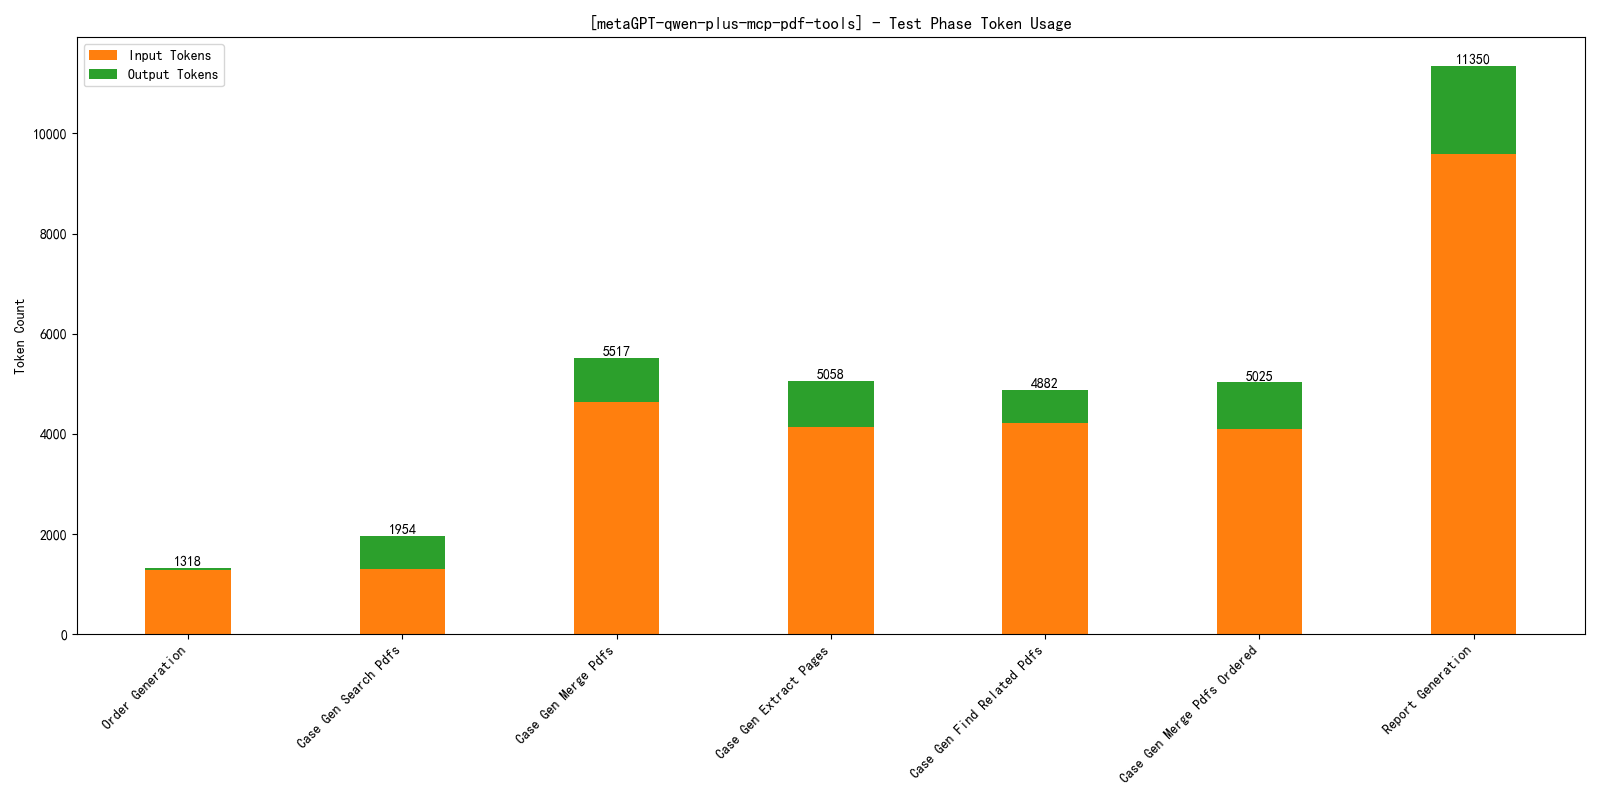 [metaGPT-qwen-plus-mcp-pdf-tools] - Test Phase Token Usage
Input Tokens
Output Tokens
Token Count
10000
8000
6000
4000
2000
0
1318
1954
5517
5058
4882
5025
11350
Order Generation
Case Gen Search Pdfs
Case Gen Merge Pdfs
Case Gen Extract Pages
Case Gen Find Related Pdfs
Case Gen Merge Pdfs Ordered
Report Generation